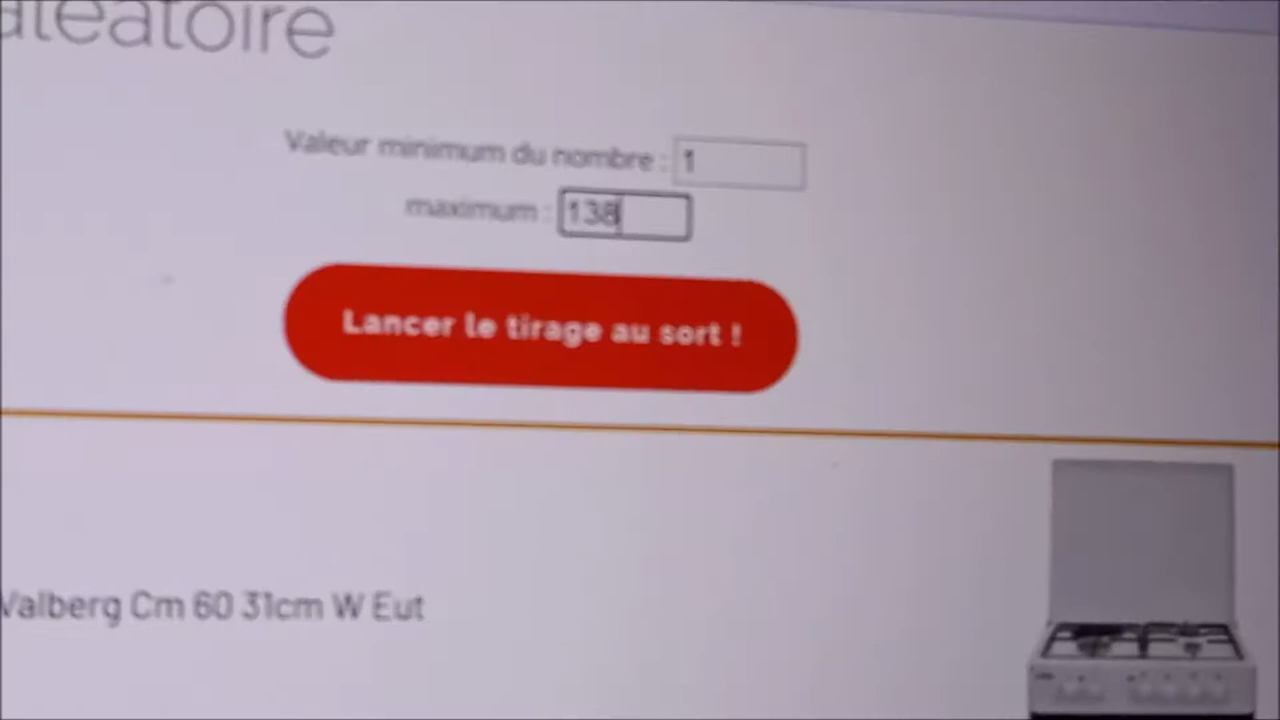 aléatoire
Valeur minimum du nombre : 1
maximum : 138
Lancer le tirage au sort !
Valberg Cm 60 31cm W Eut